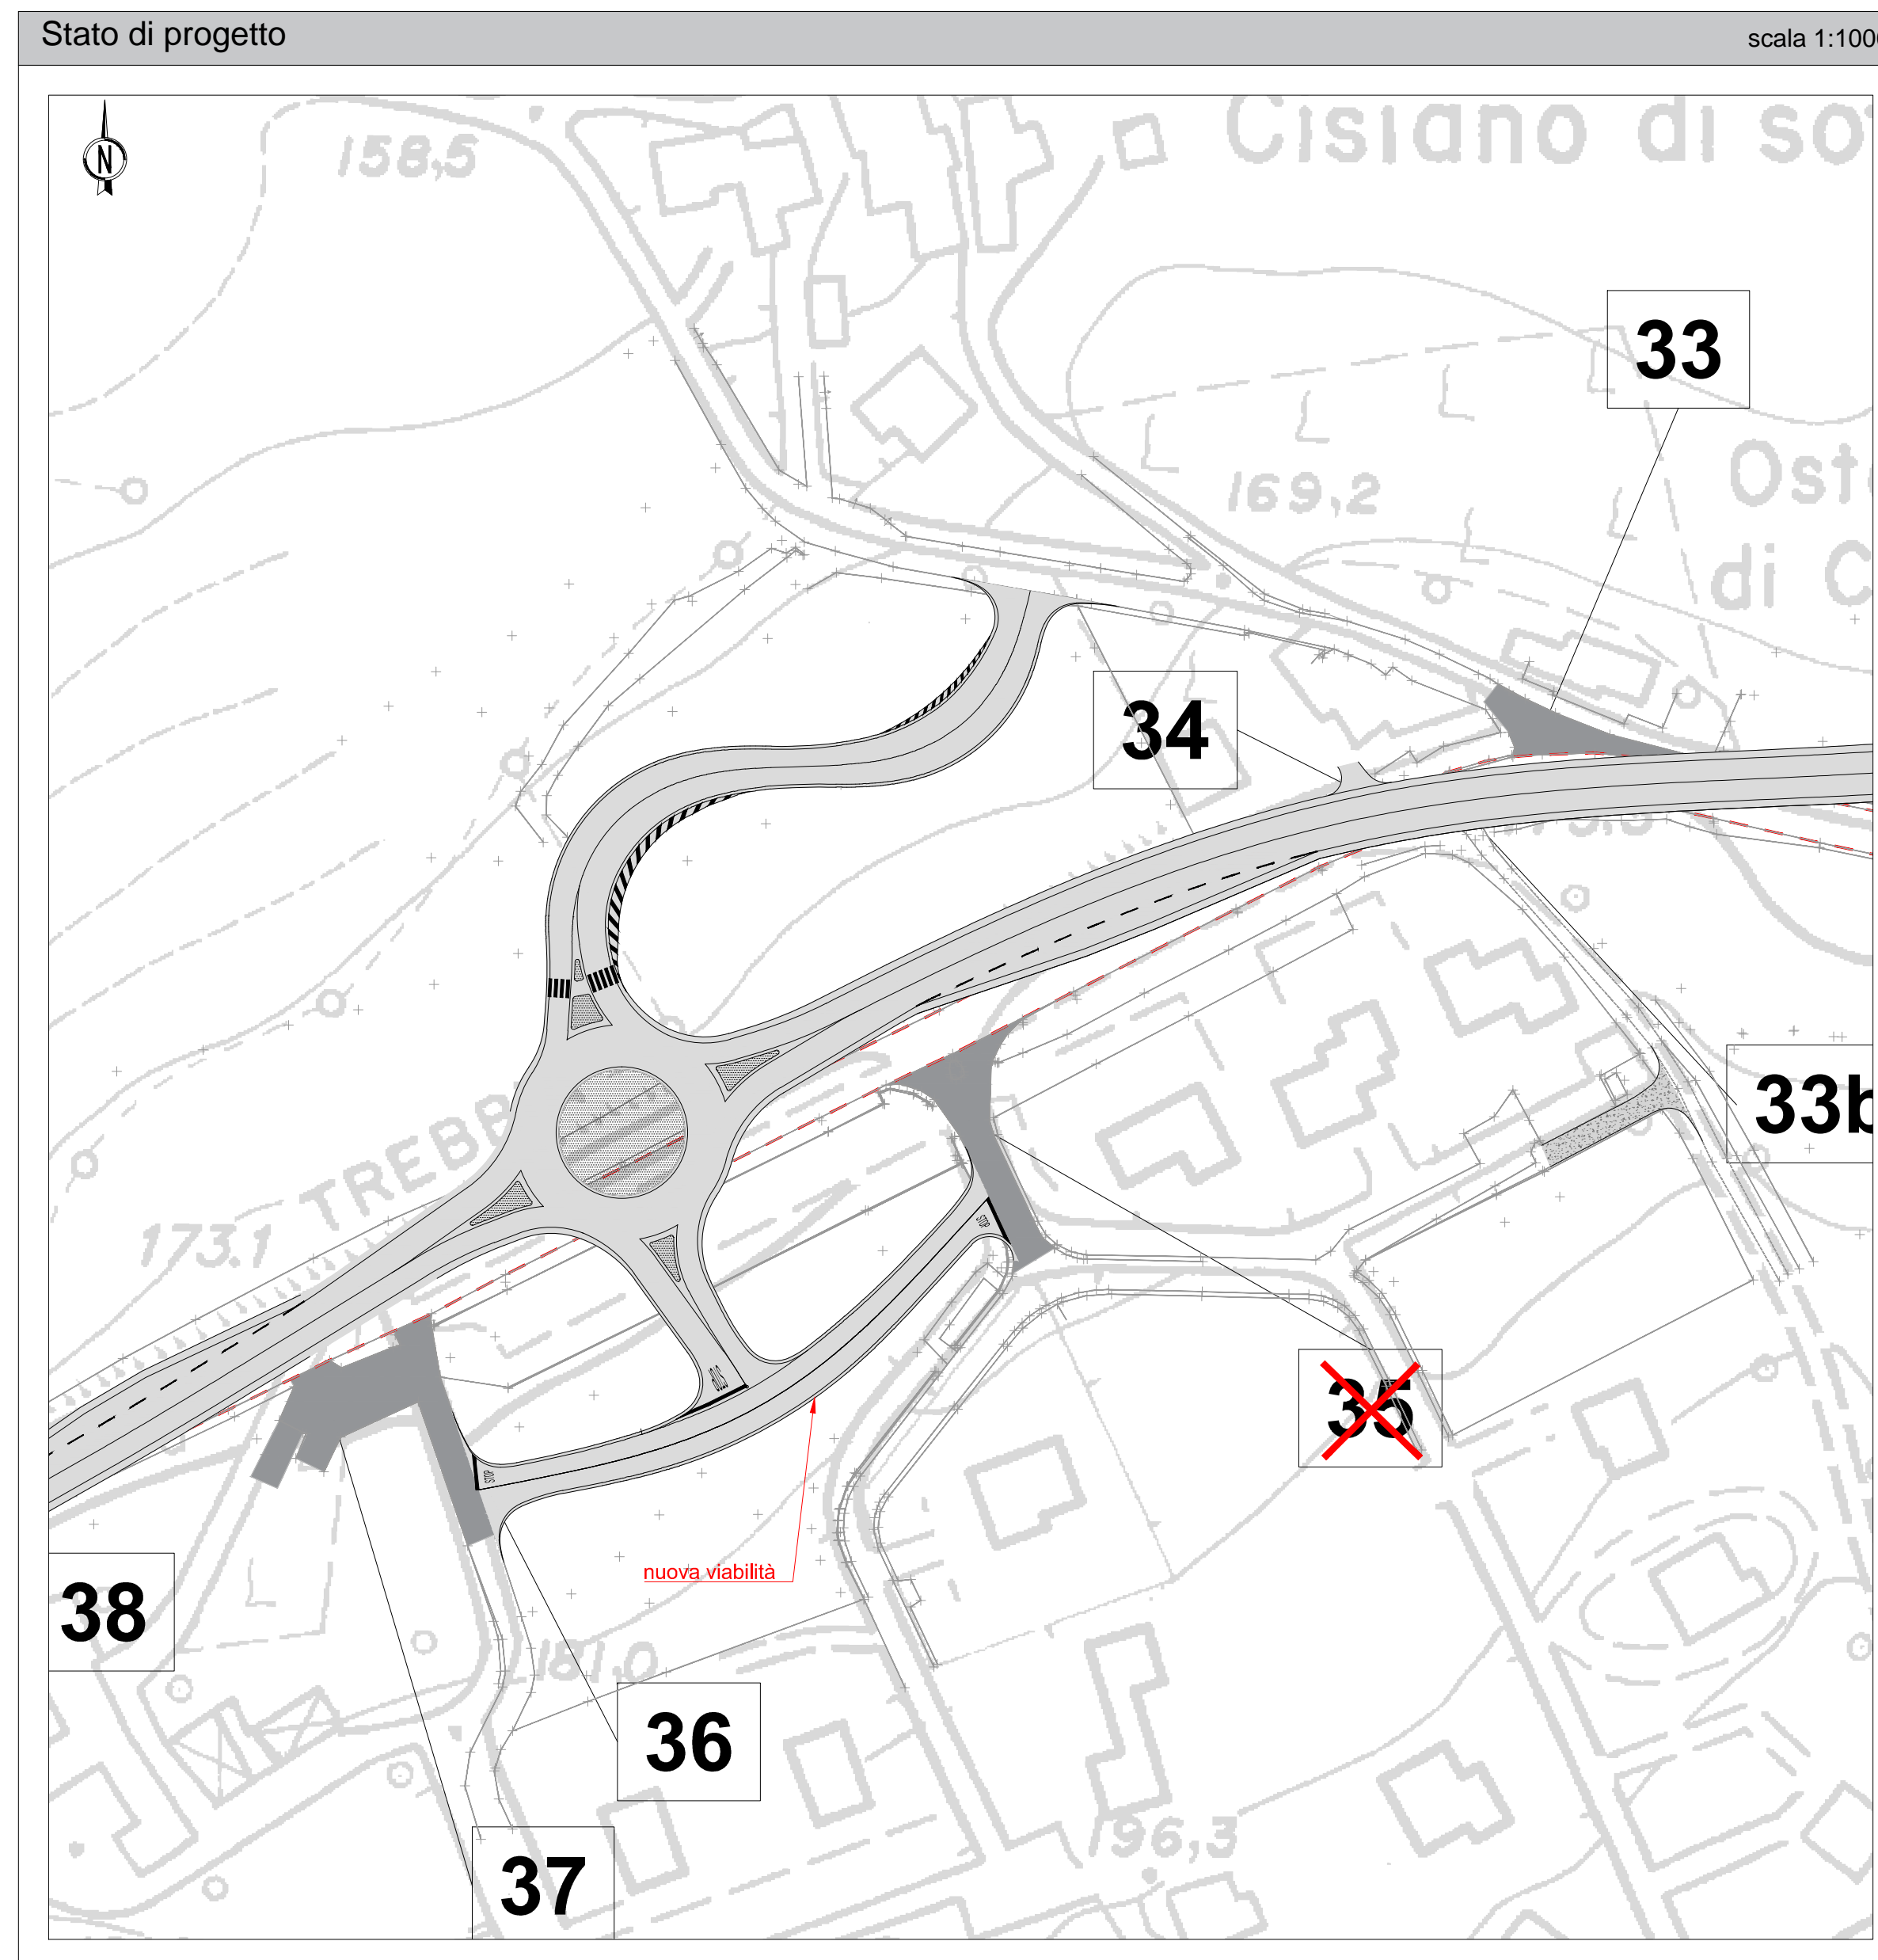 Stato di progetto
scala 1:1000
N
158,5
Cisiano di so
33
169,2
Ost
di C
34
33b
TREBB
173.1
STOP
35
STOP
STOP
nuova viabilità
38
181,0
36
196,3
37